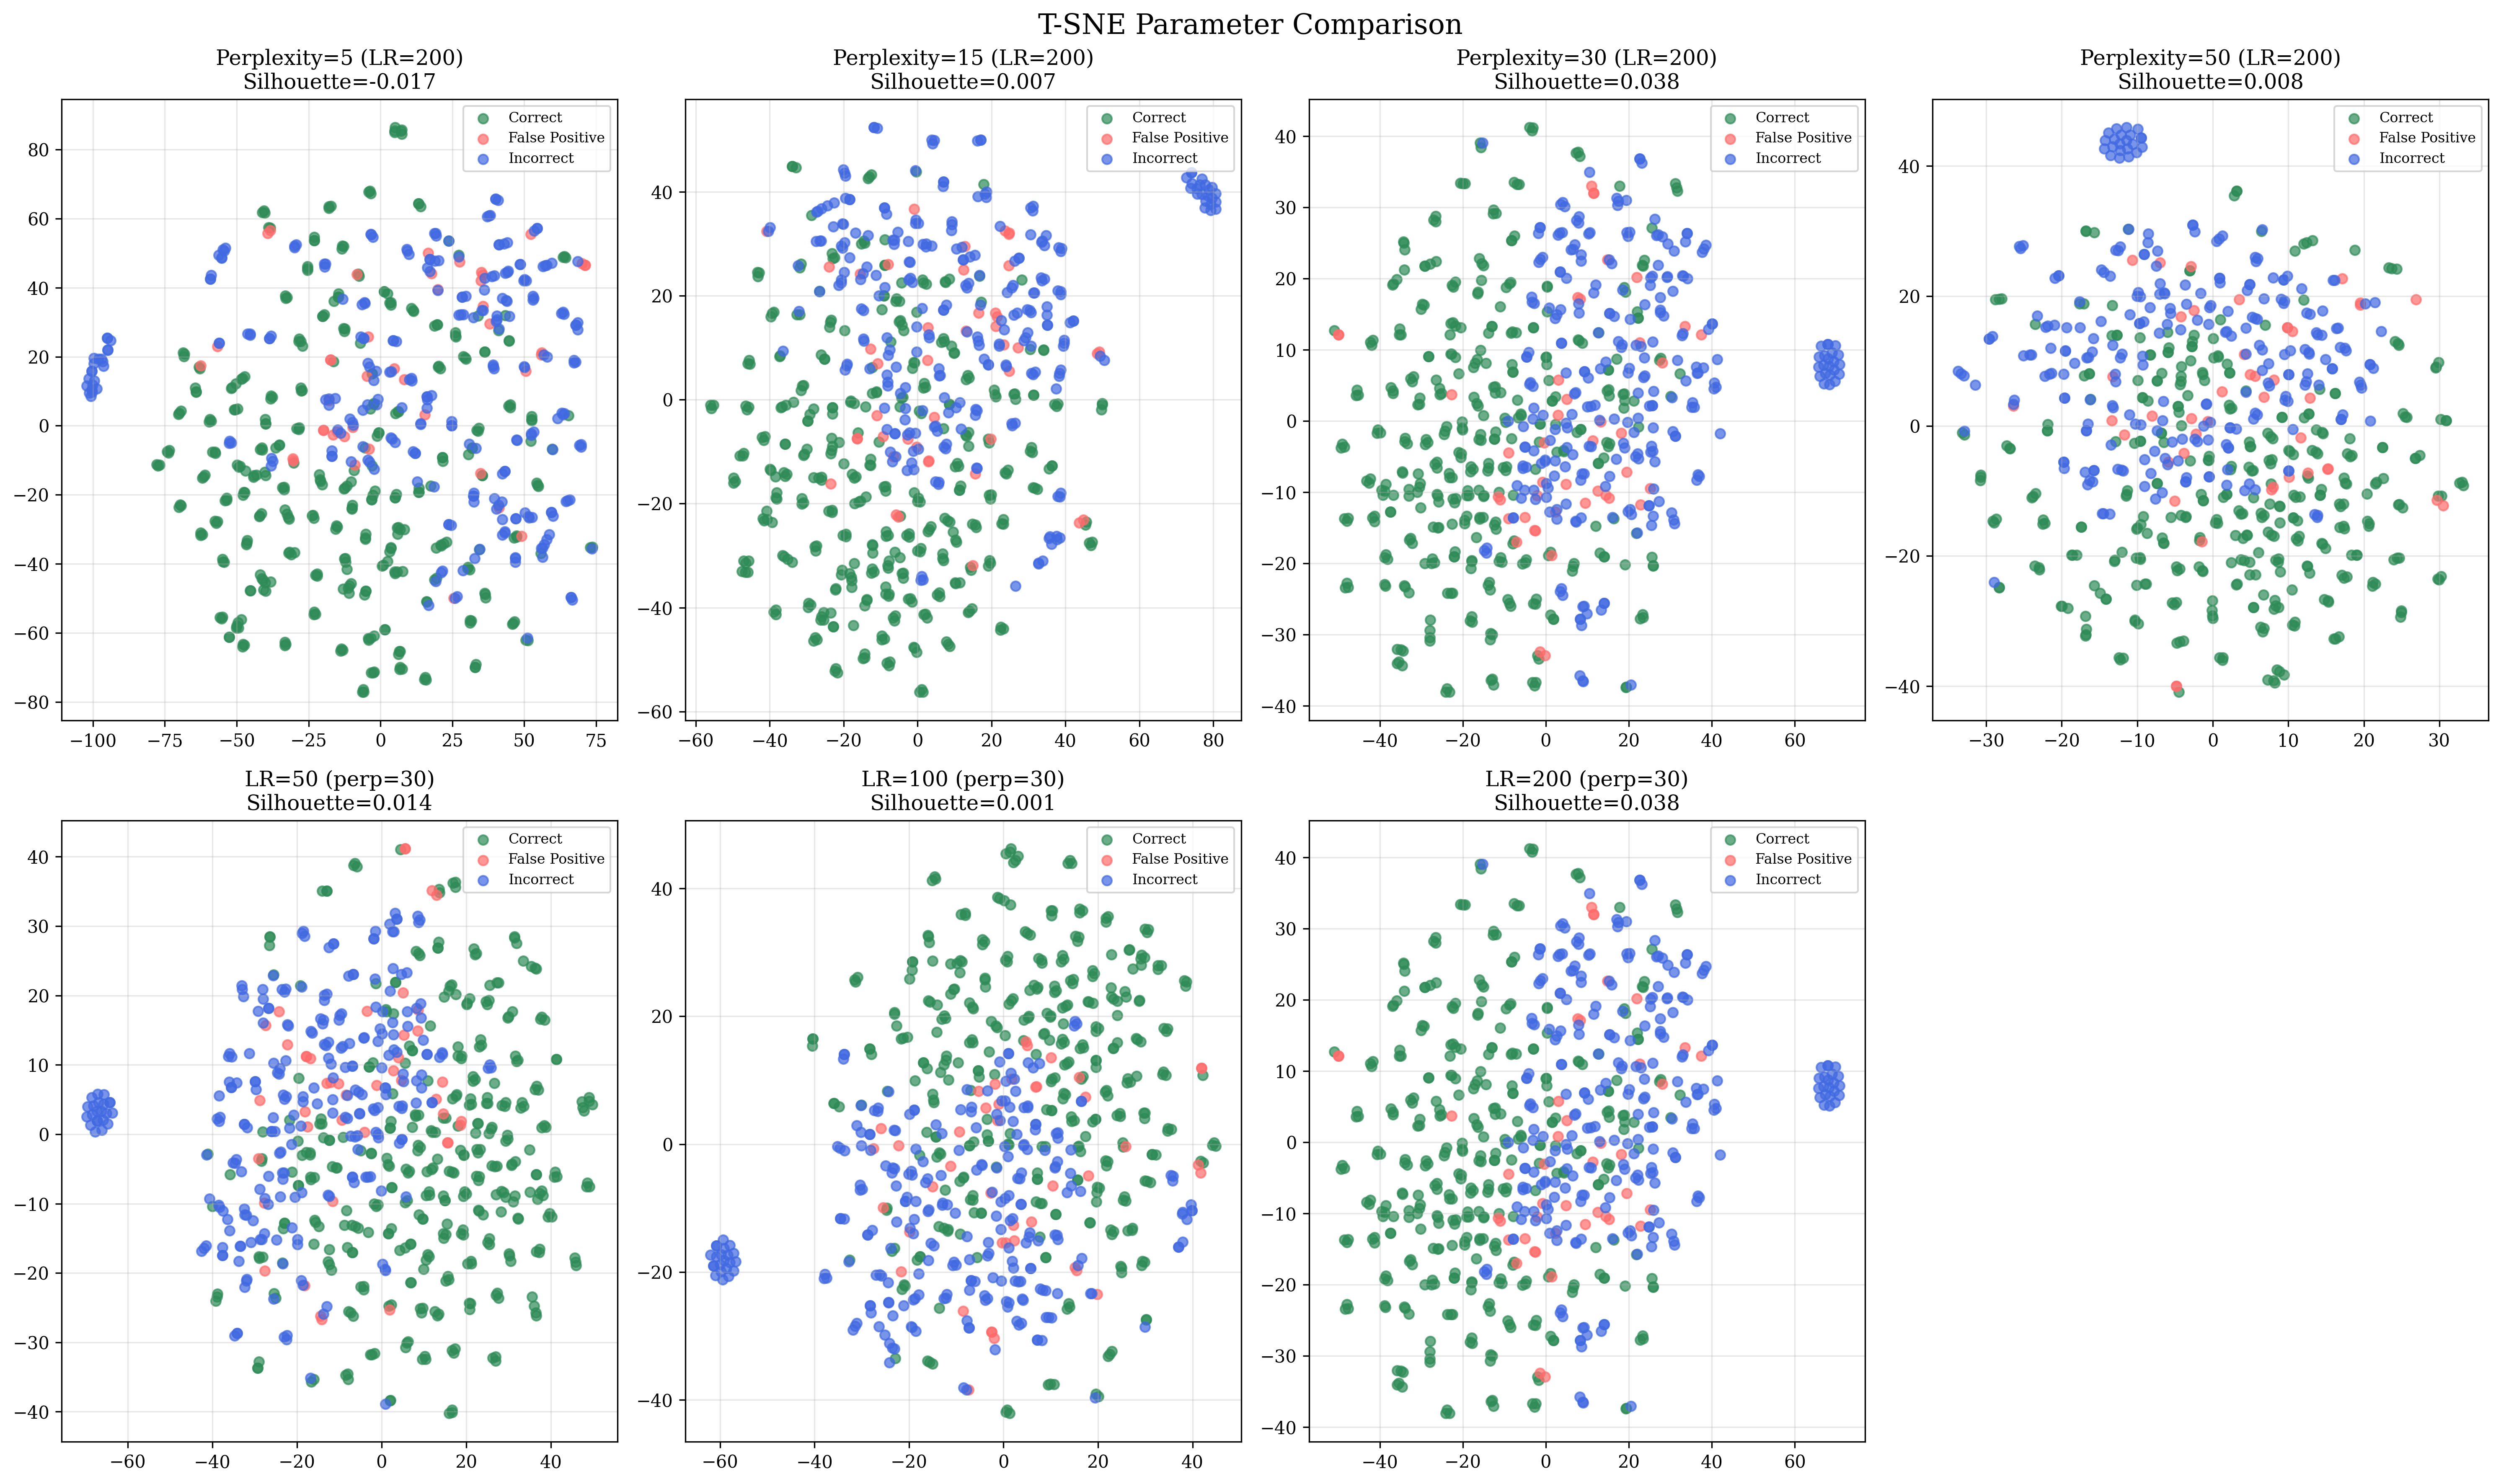 T-SNE Parameter Comparison
Perplexity=5 (LR=200)
Silhouette=-0.017
Correct
False Positive
Incorrect
80
60
40
20
0
−20
−40
−60
−80
−100 −75 −50 −25 0 25 50 75
Perplexity=15 (LR=200)
Silhouette=0.007
Correct
False Positive
Incorrect
40
20
0
−20
−40
−60
−60 −40 −20 0 20 40 60 80
Perplexity=30 (LR=200)
Silhouette=0.038
Correct
False Positive
Incorrect
40
30
20
10
0
−10
−20
−30
−40
−40 −20 0 20 40 60
Perplexity=50 (LR=200)
Silhouette=0.008
Correct
False Positive
Incorrect
40
20
0
−20
−40
−30 −20 −10 0 10 20 30
LR=50 (perp=30)
Silhouette=0.014
Correct
False Positive
Incorrect
40
30
20
10
0
−10
−20
−30
−40
−60 −40 −20 0 20 40
LR=100 (perp=30)
Silhouette=0.001
Correct
False Positive
Incorrect
40
20
0
−20
−40
−60 −40 −20 0 20 40
LR=200 (perp=30)
Silhouette=0.038
Correct
False Positive
Incorrect
40
30
20
10
0
−10
−20
−30
−40
−40 −20 0 20 40 60